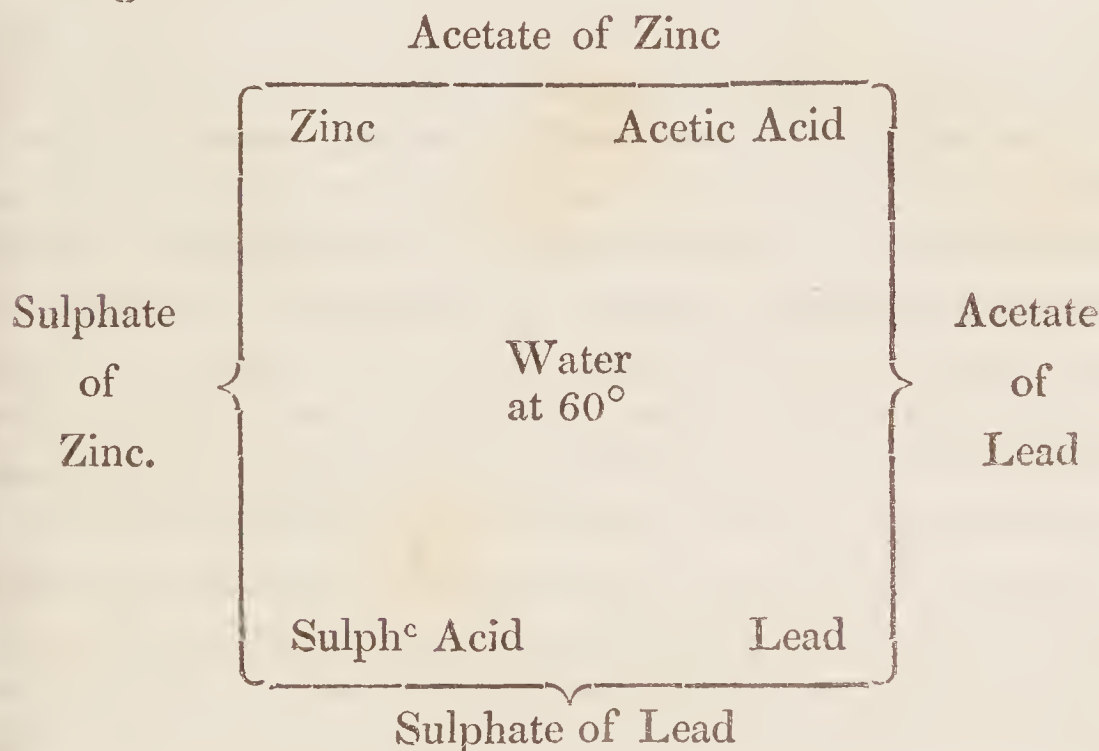 Acetate of Zinc
Zinc Acetic Acid
Sulphate
of
Zinc.
Water
at 60°
Acetate
of
Lead
Sulphᶜ Acid Lead
Sulphate of Lead